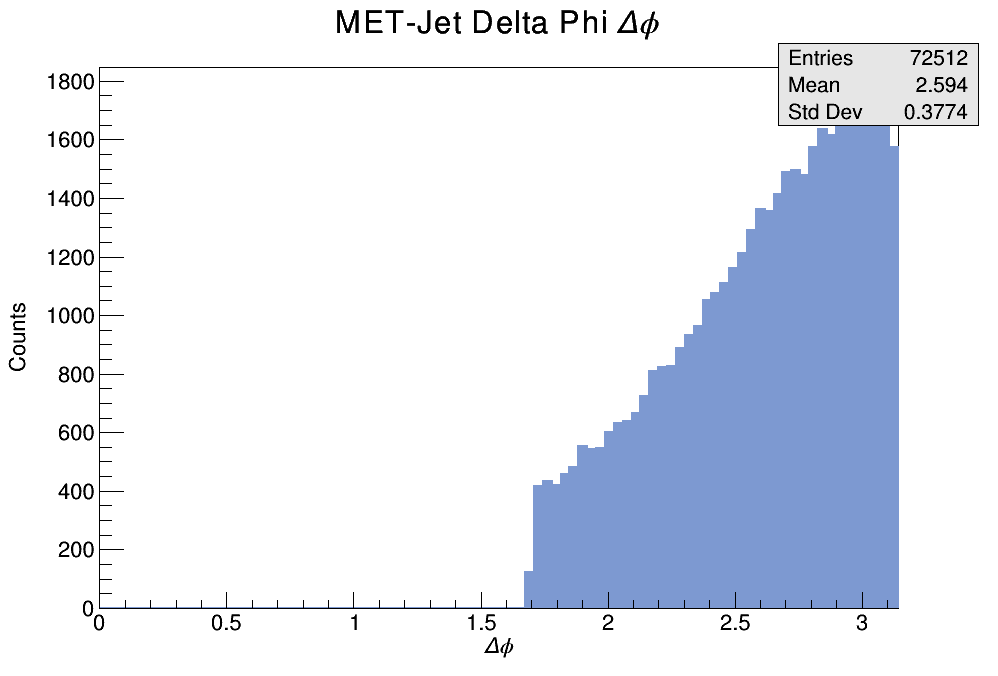 MET-Jet Delta Phi Δϕ
Entries 72512
Mean 2.594
Std Dev 0.3774
1800
1600
1400
1200
1000
800
600
400
200
0
Counts
0 0.5 1 1.5 2 2.5 3
Δϕ